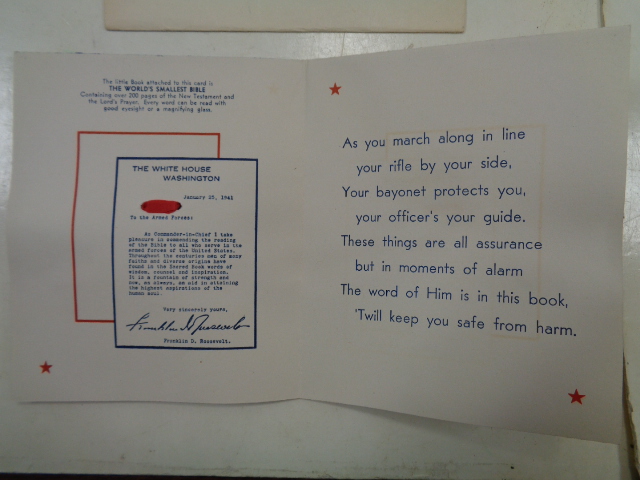 The little Book attached to this card is
THE WORLD'S SMALLEST BIBLE
Containing over 200 pages of the New Testament and
the Lord's Prayer. Every word can be read with
good eyesight or a magnifying glass.
THE WHITE HOUSE
WASHINGTON
January 25, 1941
To the Armed Forces:
As Commander-in-Chief I take
pleasure in commending the reading
of the Bible to all who serve in the
armed forces of the United States.
Throughout the centuries men of many
faiths and diverse origins have
found in the Sacred Book words of
wisdom, counsel and inspiration.
It is a fountain of strength and
now, as always, an aid in attaining
the highest aspirations of the
human soul.
Very sincerely yours,
Franklin D Roosevelt
Franklin D. Roosevelt.
As you march along in line
your rifle by your side,
Your bayonet protects you,
your officer's your guide.
These things are all assurance
but in moments of alarm
The word of Him is in this book,
'Twill keep you safe from harm.